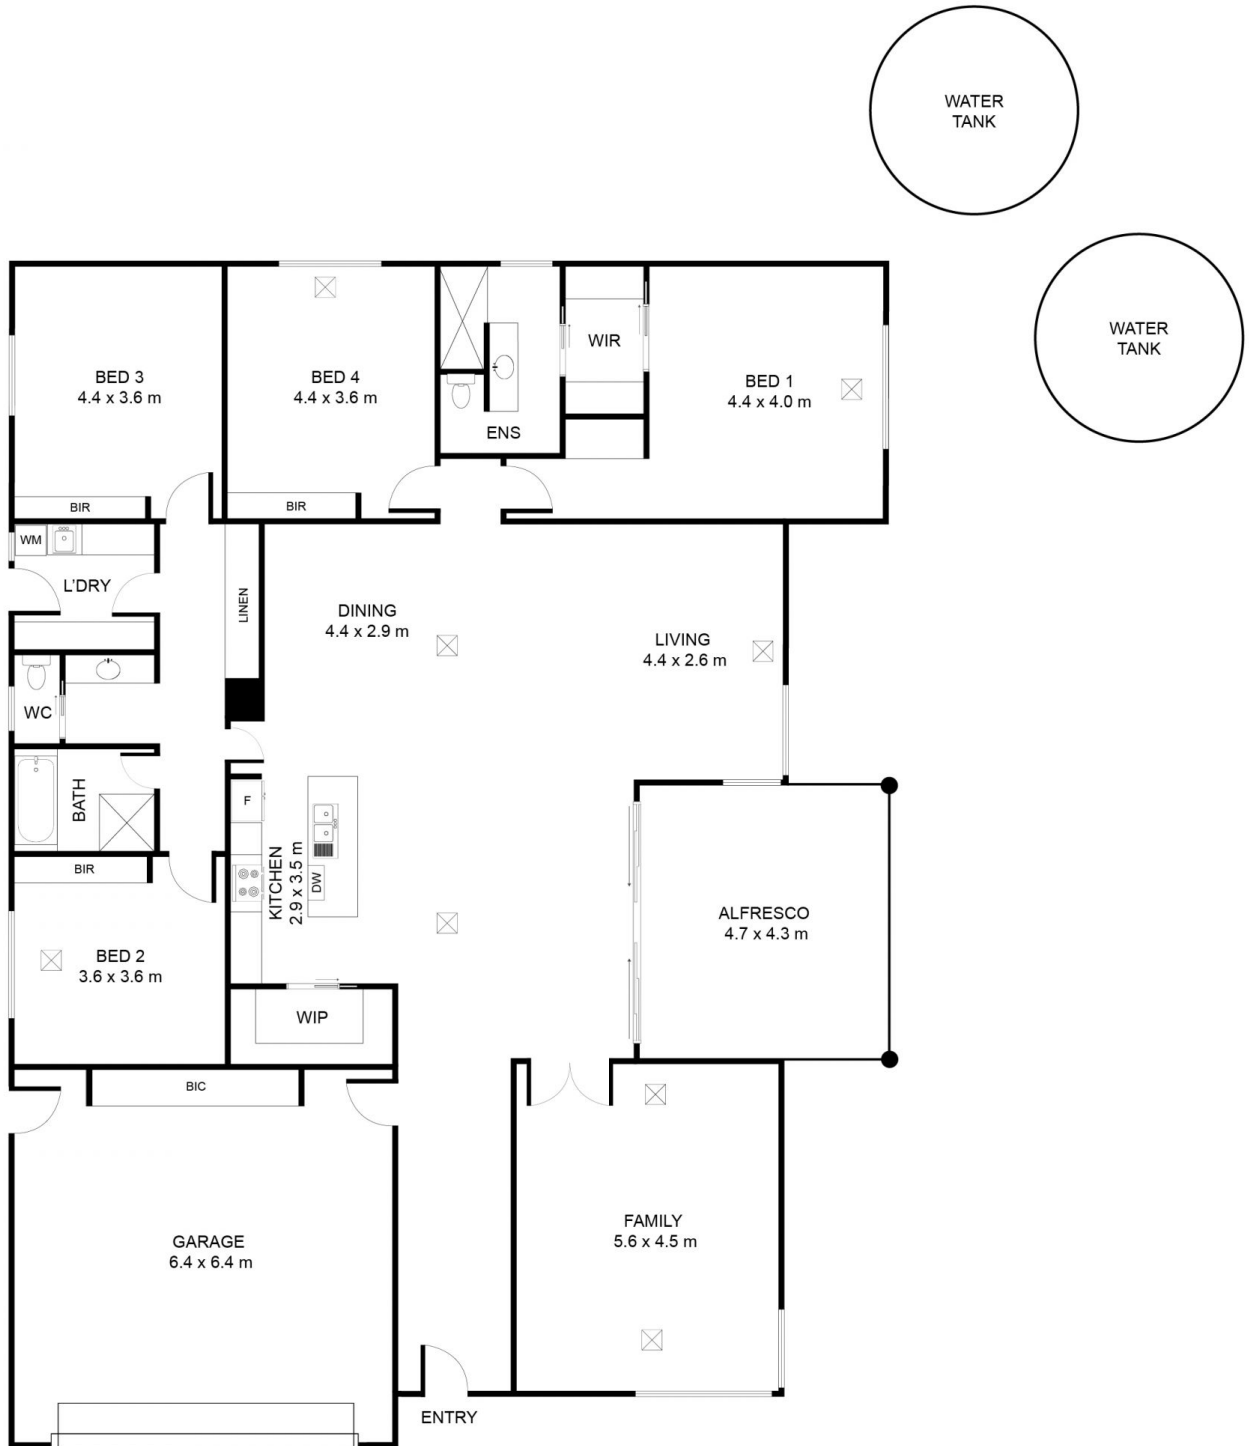 WATER
TANK
WATER
TANK
BED 3
4.4 x 3.6 m
BED 4
4.4 x 3.6 m
WIR
BED 1
4.4 x 4.0 m
ENS
BIR
BIR
WM
L'DRY
LINEN
DINING
4.4 x 2.9 m
LIVING
4.4 x 2.6 m
WC
BATH
F
KITCHEN
2.9 x 3.5 m
DW
BIR
BED 2
3.6 x 3.6 m
ALFRESCO
4.7 x 4.3 m
WIP
BIC
GARAGE
6.4 x 6.4 m
FAMILY
5.6 x 4.5 m
ENTRY